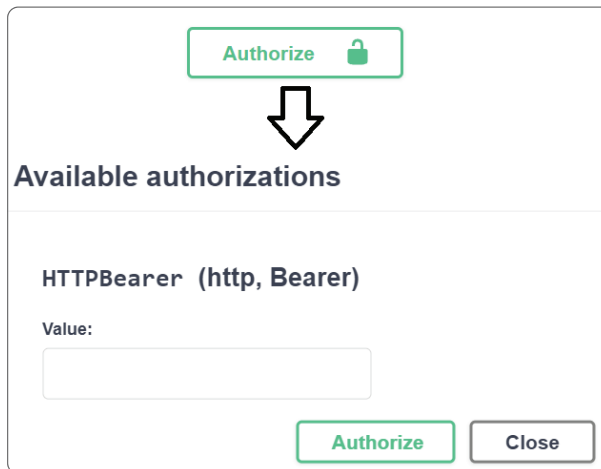 Authorize
Available authorizations
HTTPBearer (http, Bearer)
Value:
Authorize Close